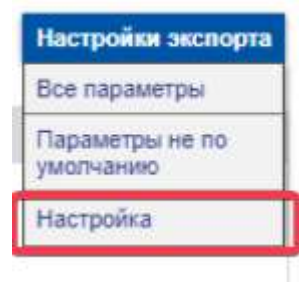 Настройки экспорта
Все параметры
Параметры не по
умолчанию
Настройка